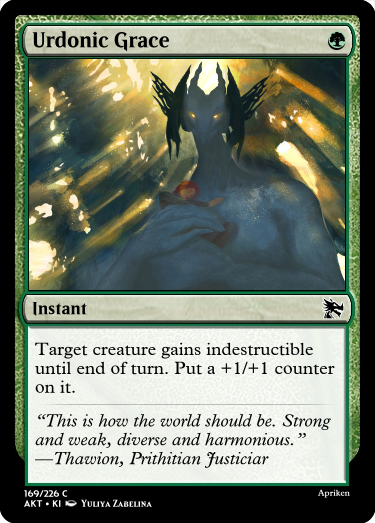 Urdonic Grace
Instant
Target creature gains indestructible
until end of turn. Put a +1/+1 counter
on it.
“This is how the world should be. Strong
and weak, diverse and harmonious.”
—Thawion, Prithitian Justiciar
169/226 C
Apriken
AKT • KI Yuliya Zabelina